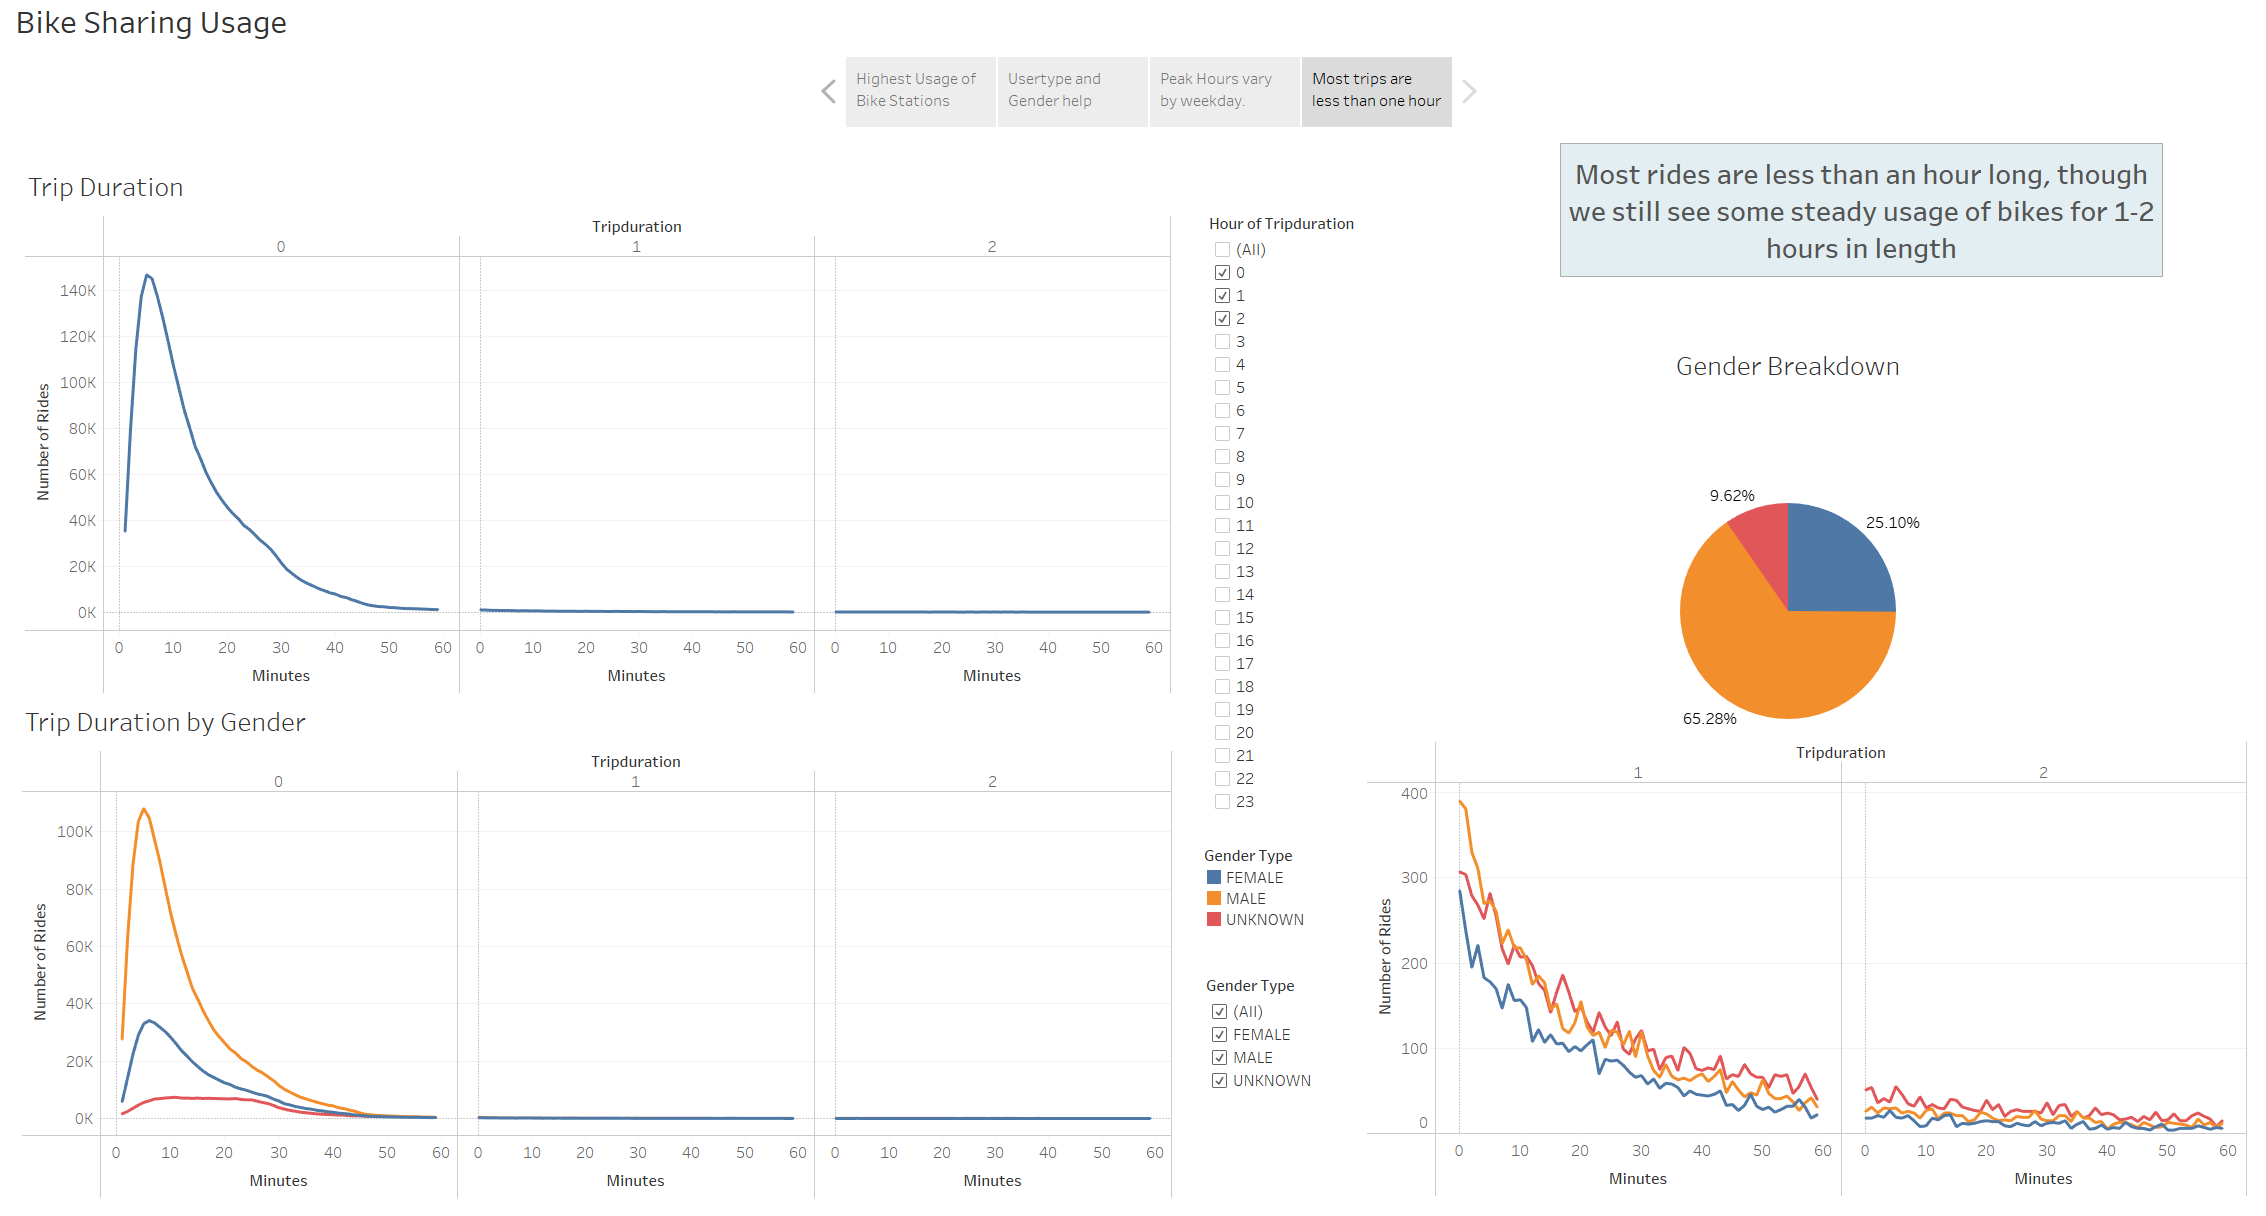 Bike Sharing Usage
Highest Usage of
Bike Stations
Usertype and
Gender help
Peak Hours vary
by weekday.
Most trips are
less than one hour
Most rides are less than an hour long, though
we still see some steady usage of bikes for 1-2
hours in length
Trip Duration
Tripduration
0 1 2
140K
120K
100K
80K
60K
40K
20K
0K
Number of Rides
0 10 20 30 40 50 60 0 10 20 30 40 50 60 0 10 20 30 40 50 60
Minutes Minutes Minutes
Hour of Tripduration
(All)
0
1
2
3
4
5
6
7
8
9
10
11
12
13
14
15
16
17
18
19
20
21
22
23
Gender Breakdown
9.62%
25.10%
65.28%
Trip Duration by Gender
Tripduration
0 1 2
100K
80K
60K
40K
20K
0K
Number of Rides
0 10 20 30 40 50 60 0 10 20 30 40 50 60 0 10 20 30 40 50 60
Minutes Minutes Minutes
Gender Type
FEMALE
MALE
UNKNOWN
Gender Type
(All)
FEMALE
MALE
UNKNOWN
Tripduration
1 2
400
300
200
100
0
Number of Rides
0 10 20 30 40 50 60 0 10 20 30 40 50 60
Minutes Minutes